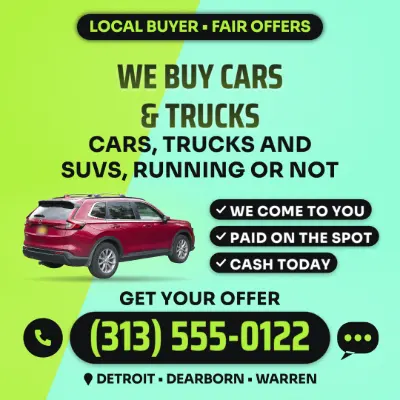 LOCAL BUYER • FAIR OFFERS
WE BUY CARS
& TRUCKS
CARS, TRUCKS AND
SUVS, RUNNING OR NOT
WE COME TO YOU
PAID ON THE SPOT
CASH TODAY
GET YOUR OFFER
(313) 555-0122
DETROIT • DEARBORN • WARREN